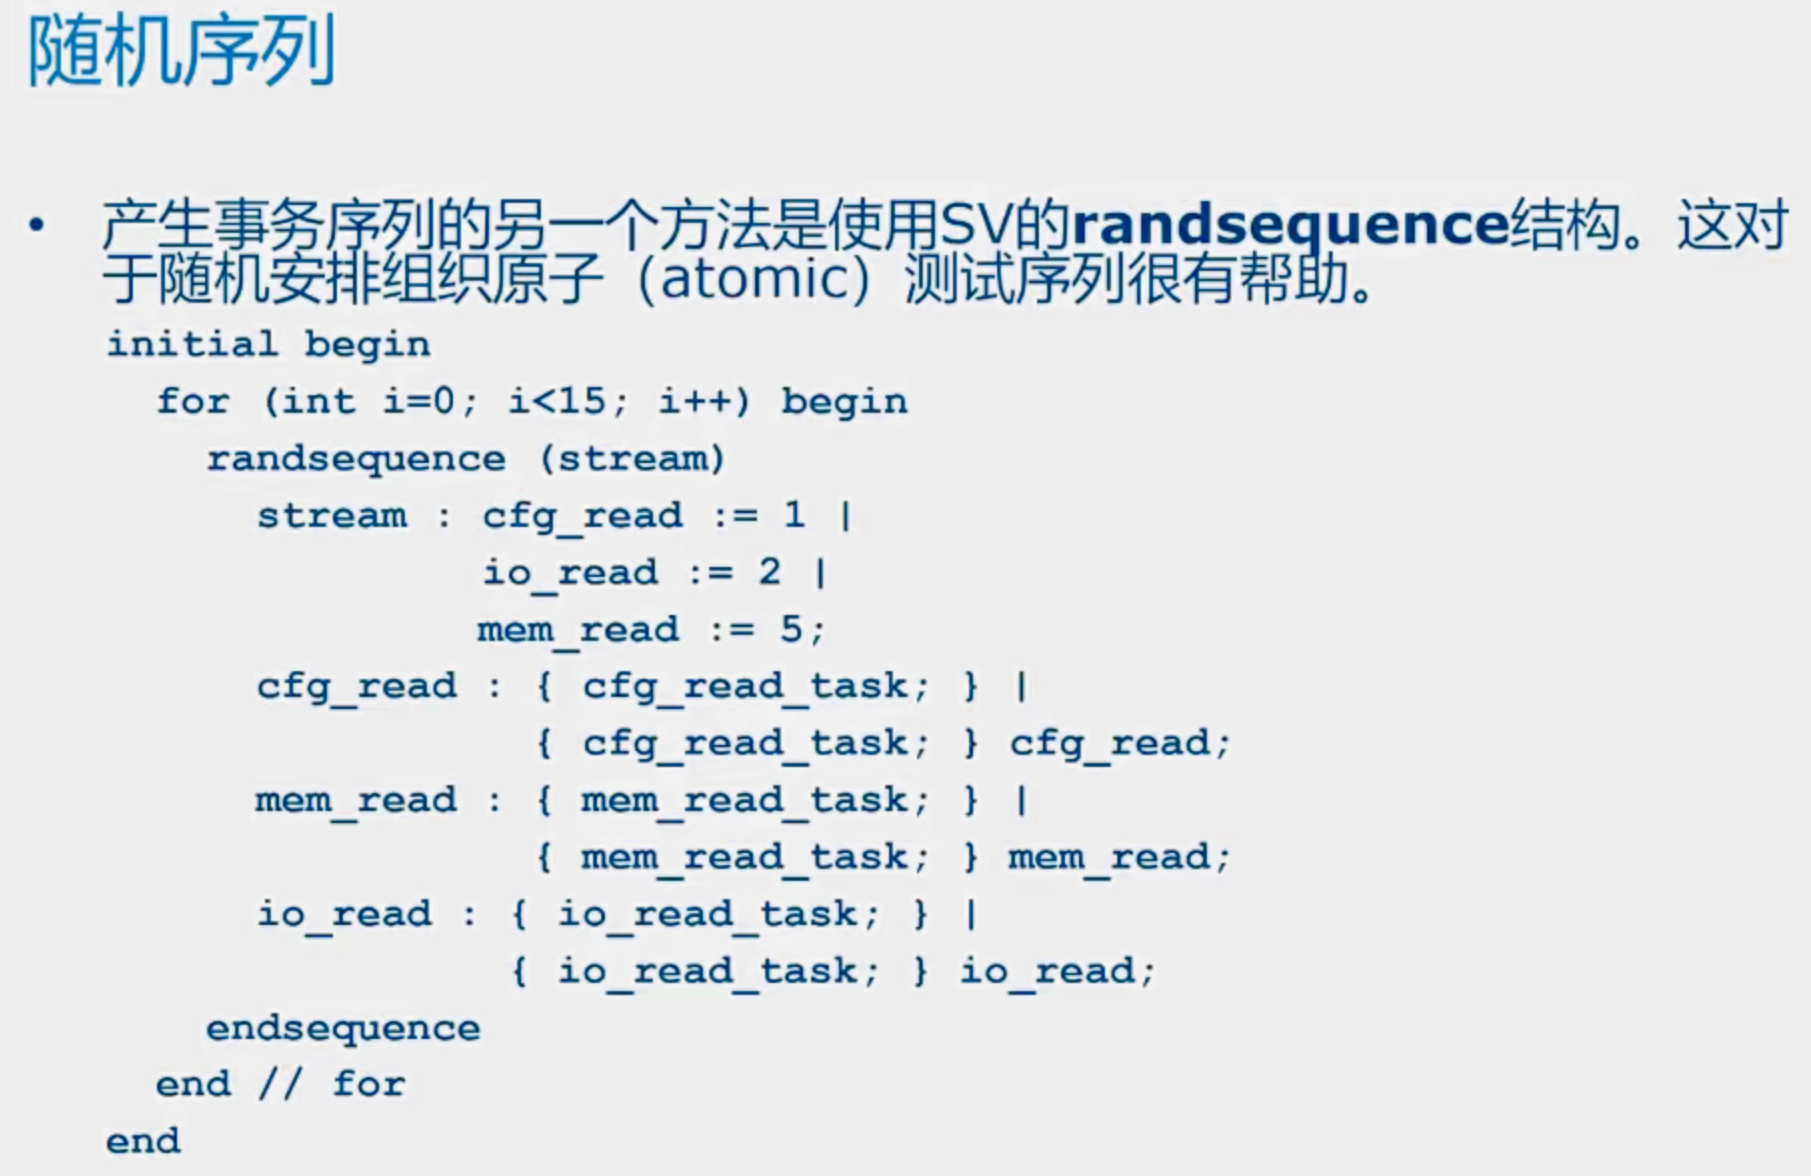 随机序列
• 产生事务序列的另一个方法是使用SV的randsequence结构。这对
于随机安排组织原子（atomic）测试序列很有帮助。
initial begin
  for (int i=0; i<15; i++) begin
    randsequence (stream)
      stream : cfg_read := 1 |
               io_read := 2 |
               mem_read := 5;
      cfg_read : { cfg_read_task; } |
                 { cfg_read_task; } cfg_read;
      mem_read : { mem_read_task; } |
                 { mem_read_task; } mem_read;
      io_read : { io_read_task; } |
                { io_read_task; } io_read;
    endsequence
  end // for
end